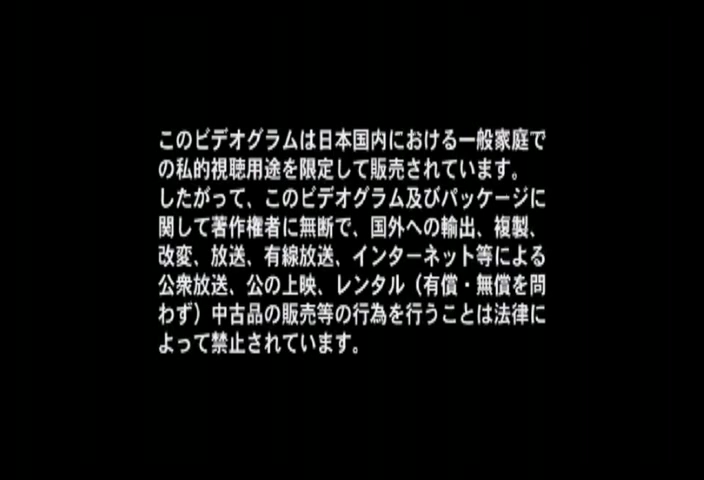 このビデオグラムは日本国内における一般家庭で
の私的視聴用途を限定して販売されています。
したがって、このビデオグラム及びパッケージに
関して著作権者に無断で、国外への輸出、複製、
改変、放送、有線放送、インターネット等による
公衆放送、公の上映、レンタル（有償・無償を問
わず）中古品の販売等の行為を行うことは法律に
よって禁止されています。